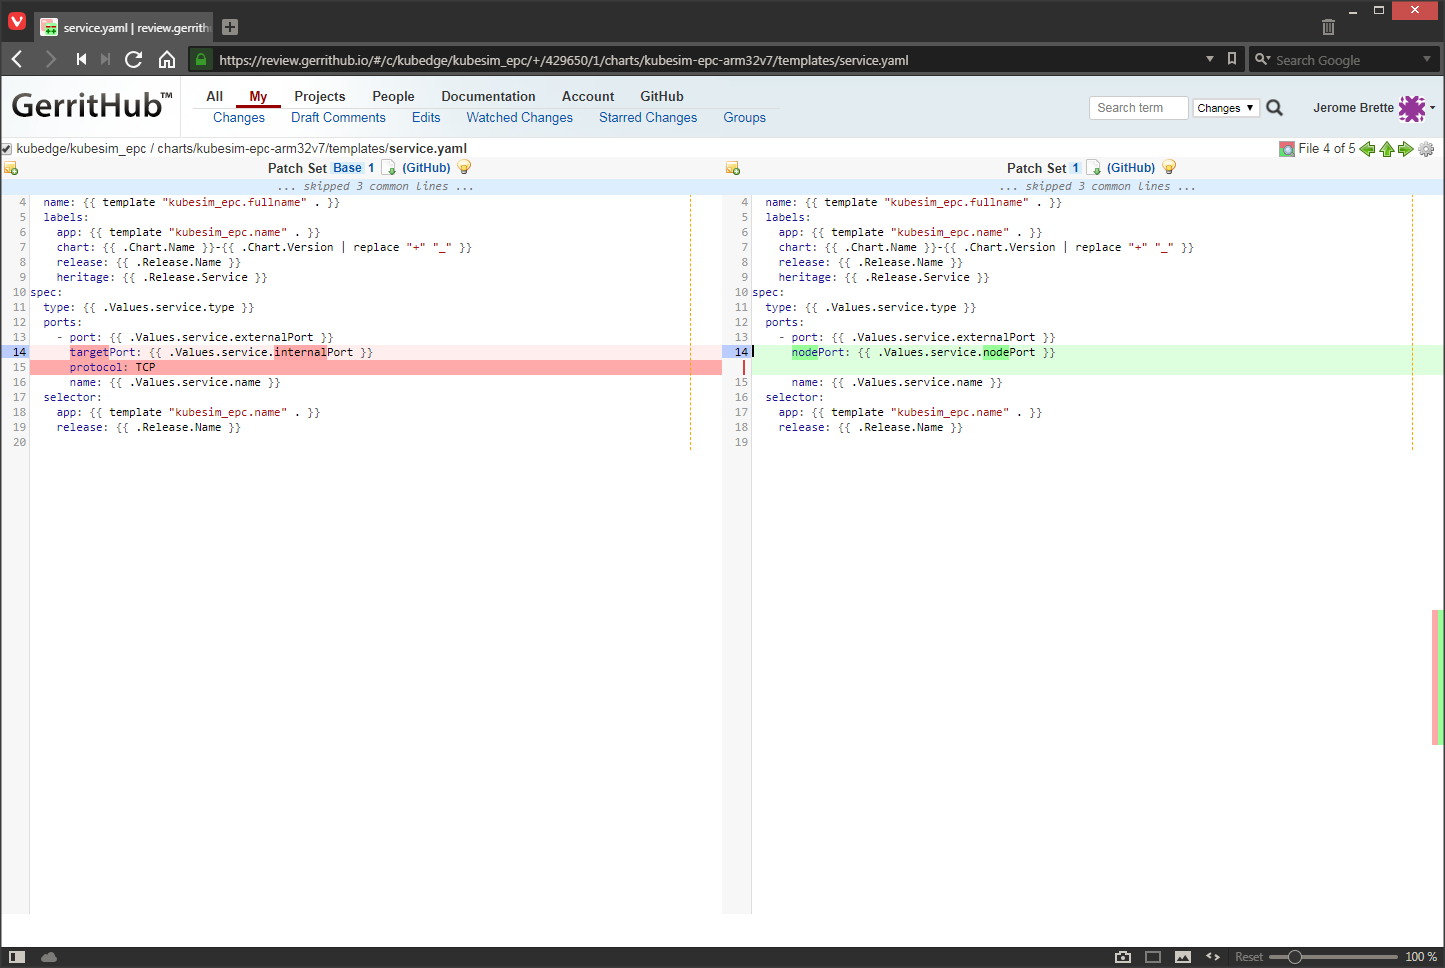 service.yaml | review.gerrith
https://review.gerrithub.io/#/c/kubedge/kubesim_epc/+/429650/1/charts/kubesim-epc-arm32v7/templates/service.yaml
Search Google
GerritHub™
All My Projects People Documentation Account GitHub
Changes Draft Comments Edits Watched Changes Starred Changes Groups
Search term
Changes
Jerome Brette
kubedge/kubesim_epc / charts/kubesim-epc-arm32v7/templates/service.yaml
File 4 of 5
Patch Set Base 1 (GitHub)
... skipped 3 common lines ...
4 name: {{ template "kubesim_epc.fullname" . }}
5 labels:
6 app: {{ template "kubesim_epc.name" . }}
7 chart: {{ .Chart.Name }}-{{ .Chart.Version | replace "+" "_" }}
8 release: {{ .Release.Name }}
9 heritage: {{ .Release.Service }}
10 spec:
11 type: {{ .Values.service.type }}
12 ports:
13 - port: {{ .Values.service.externalPort }}
14 targetPort: {{ .Values.service.internalPort }}
15 protocol: TCP
16 name: {{ .Values.service.name }}
17 selector:
18 app: {{ template "kubesim_epc.name" . }}
19 release: {{ .Release.Name }}
20
Patch Set 1 (GitHub)
... skipped 3 common lines ...
4 name: {{ template "kubesim_epc.fullname" . }}
5 labels:
6 app: {{ template "kubesim_epc.name" . }}
7 chart: {{ .Chart.Name }}-{{ .Chart.Version | replace "+" "_" }}
8 release: {{ .Release.Name }}
9 heritage: {{ .Release.Service }}
10 spec:
11 type: {{ .Values.service.type }}
12 ports:
13 - port: {{ .Values.service.externalPort }}
14 nodePort: {{ .Values.service.nodePort }}
15 name: {{ .Values.service.name }}
16 selector:
17 app: {{ template "kubesim_epc.name" . }}
18 release: {{ .Release.Name }}
19
Reset
100 %